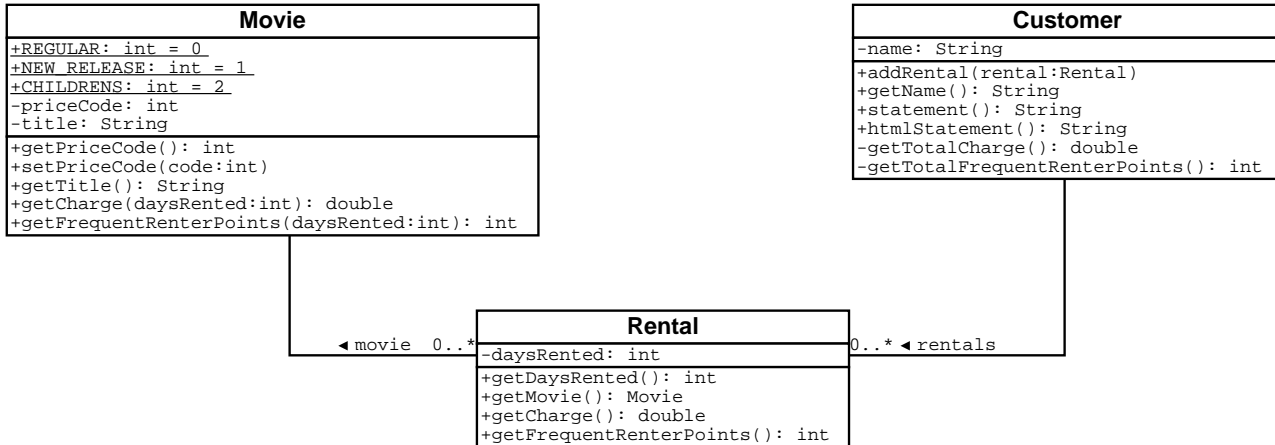 Movie
+REGULAR: int = 0
+NEW_RELEASE: int = 1
+CHILDRENS: int = 2
-priceCode: int
-title: String
+getPriceCode(): int
+setPriceCode(code:int)
+getTitle(): String
+getCharge(daysRented:int): double
+getFrequentRenterPoints(daysRented:int): int
Customer
-name: String
+addRental(rental:Rental)
+getName(): String
+statement(): String
+htmlStatement(): String
-getTotalCharge(): double
-getTotalFrequentRenterPoints(): int
◄ movie 0..*
Rental
-daysRented: int
+getDaysRented(): int
+getMovie(): Movie
+getCharge(): double
+getFrequentRenterPoints(): int
0..* ◄ rentals